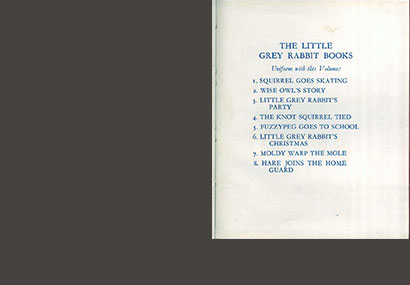 THE LITTLE
GREY RABBIT BOOKS
Uniform with this Volume:
1. SQUIRREL GOES SKATING
2. WISE OWL'S STORY
3. LITTLE GREY RABBIT'S
PARTY
4. THE KNOT SQUIRREL TIED
5. FUZZYPEG GOES TO SCHOOL
6. LITTLE GREY RABBIT'S
CHRISTMAS
7. MOLDY WARP THE MOLE
8. HARE JOINS THE HOME
GUARD